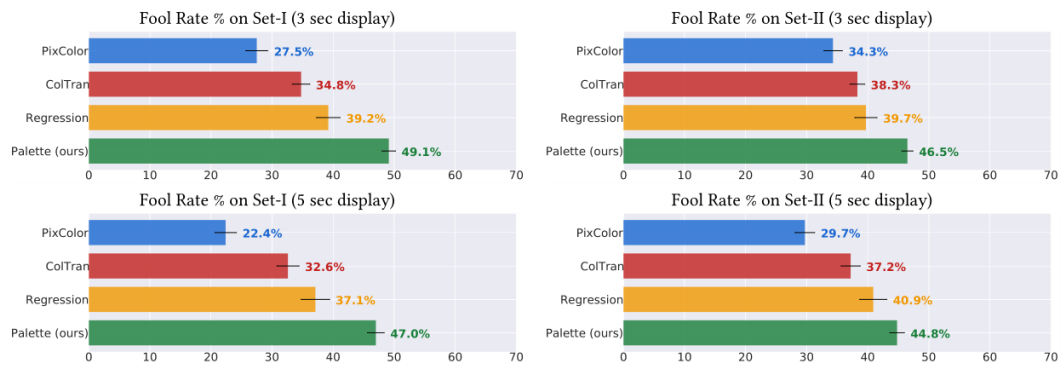 Fool Rate % on Set-I (3 sec display)
PixColor 27.5%
ColTran 34.8%
Regression 39.2%
Palette (ours) 49.1%
0 10 20 30 40 50 60 70
Fool Rate % on Set-II (3 sec display)
PixColor 34.3%
ColTran 38.3%
Regression 39.7%
Palette (ours) 46.5%
0 10 20 30 40 50 60 70
Fool Rate % on Set-I (5 sec display)
PixColor 22.4%
ColTran 32.6%
Regression 37.1%
Palette (ours) 47.0%
0 10 20 30 40 50 60 70
Fool Rate % on Set-II (5 sec display)
PixColor 29.7%
ColTran 37.2%
Regression 40.9%
Palette (ours) 44.8%
0 10 20 30 40 50 60 70